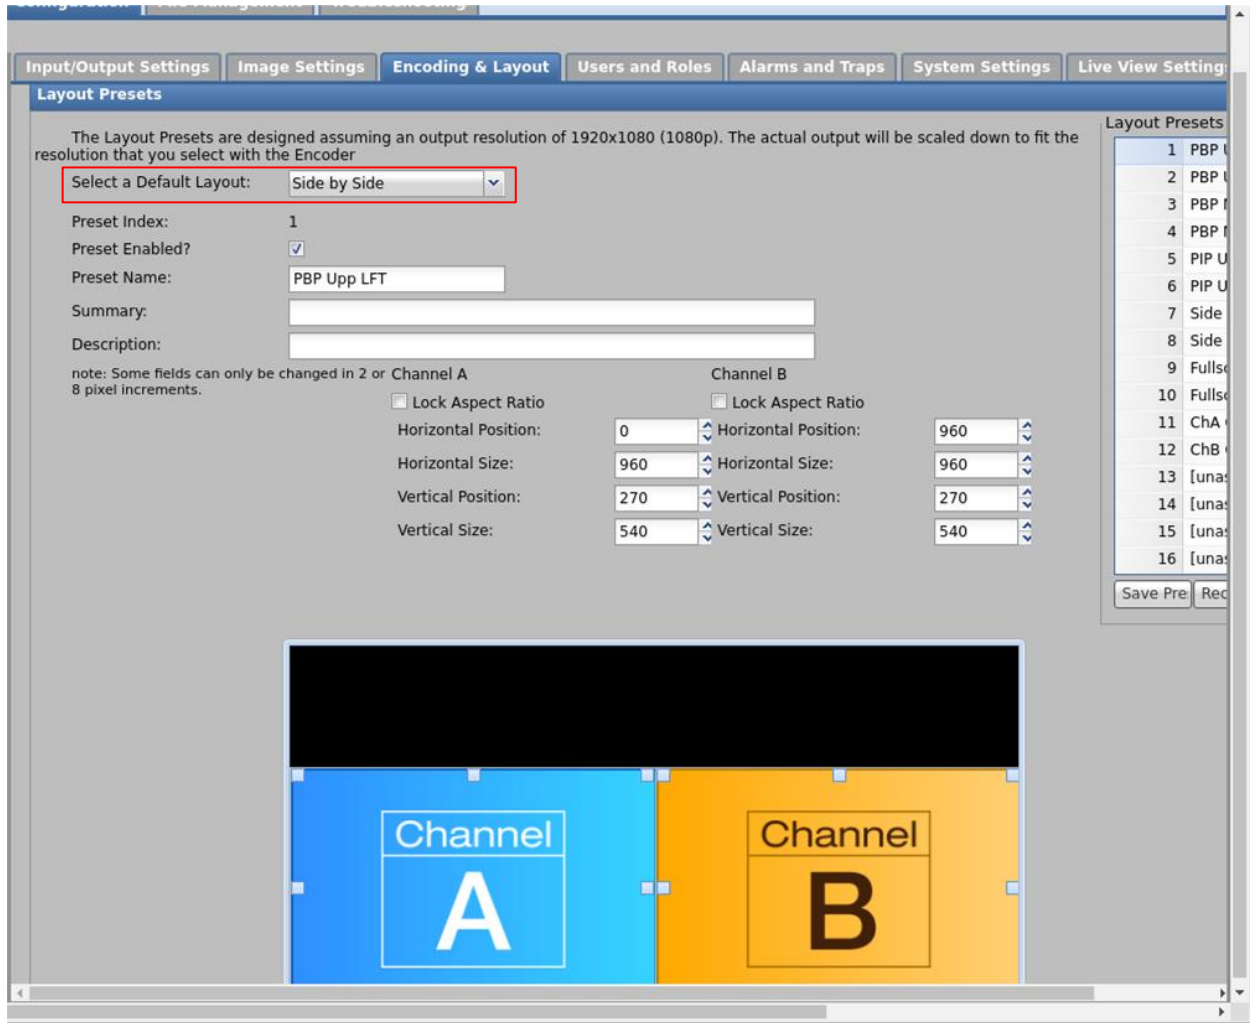 Input/Output Settings Image Settings Encoding & Layout Users and Roles Alarms and Traps System Settings Live View
Layout Presets
The Layout Presets are designed assuming an output resolution of 1920x1080 (1080p). The actual output will be scaled down to fit the
resolution that you select with the Encoder
Select a Default Layout: Side by Side
Preset Index: 1
Preset Enabled?
Preset Name: PBP Upp LFT
Summary:
Description:
note: Some fields can only be changed in 2 or
8 pixel increments.
Channel A
Lock Aspect Ratio
Horizontal Position: 0
Horizontal Size: 960
Vertical Position: 270
Vertical Size: 540
Channel B
Lock Aspect Ratio
Horizontal Position: 960
Horizontal Size: 960
Vertical Position: 270
Vertical Size: 540
Layout Presets
1 PBP
2 PBP
3 PBP
4 PBP
5 PIP
6 PIP
7 Side
8 Side
9
10
11 ChA
12 ChB
13
14
15
16
Save
Channel
A
Channel
B